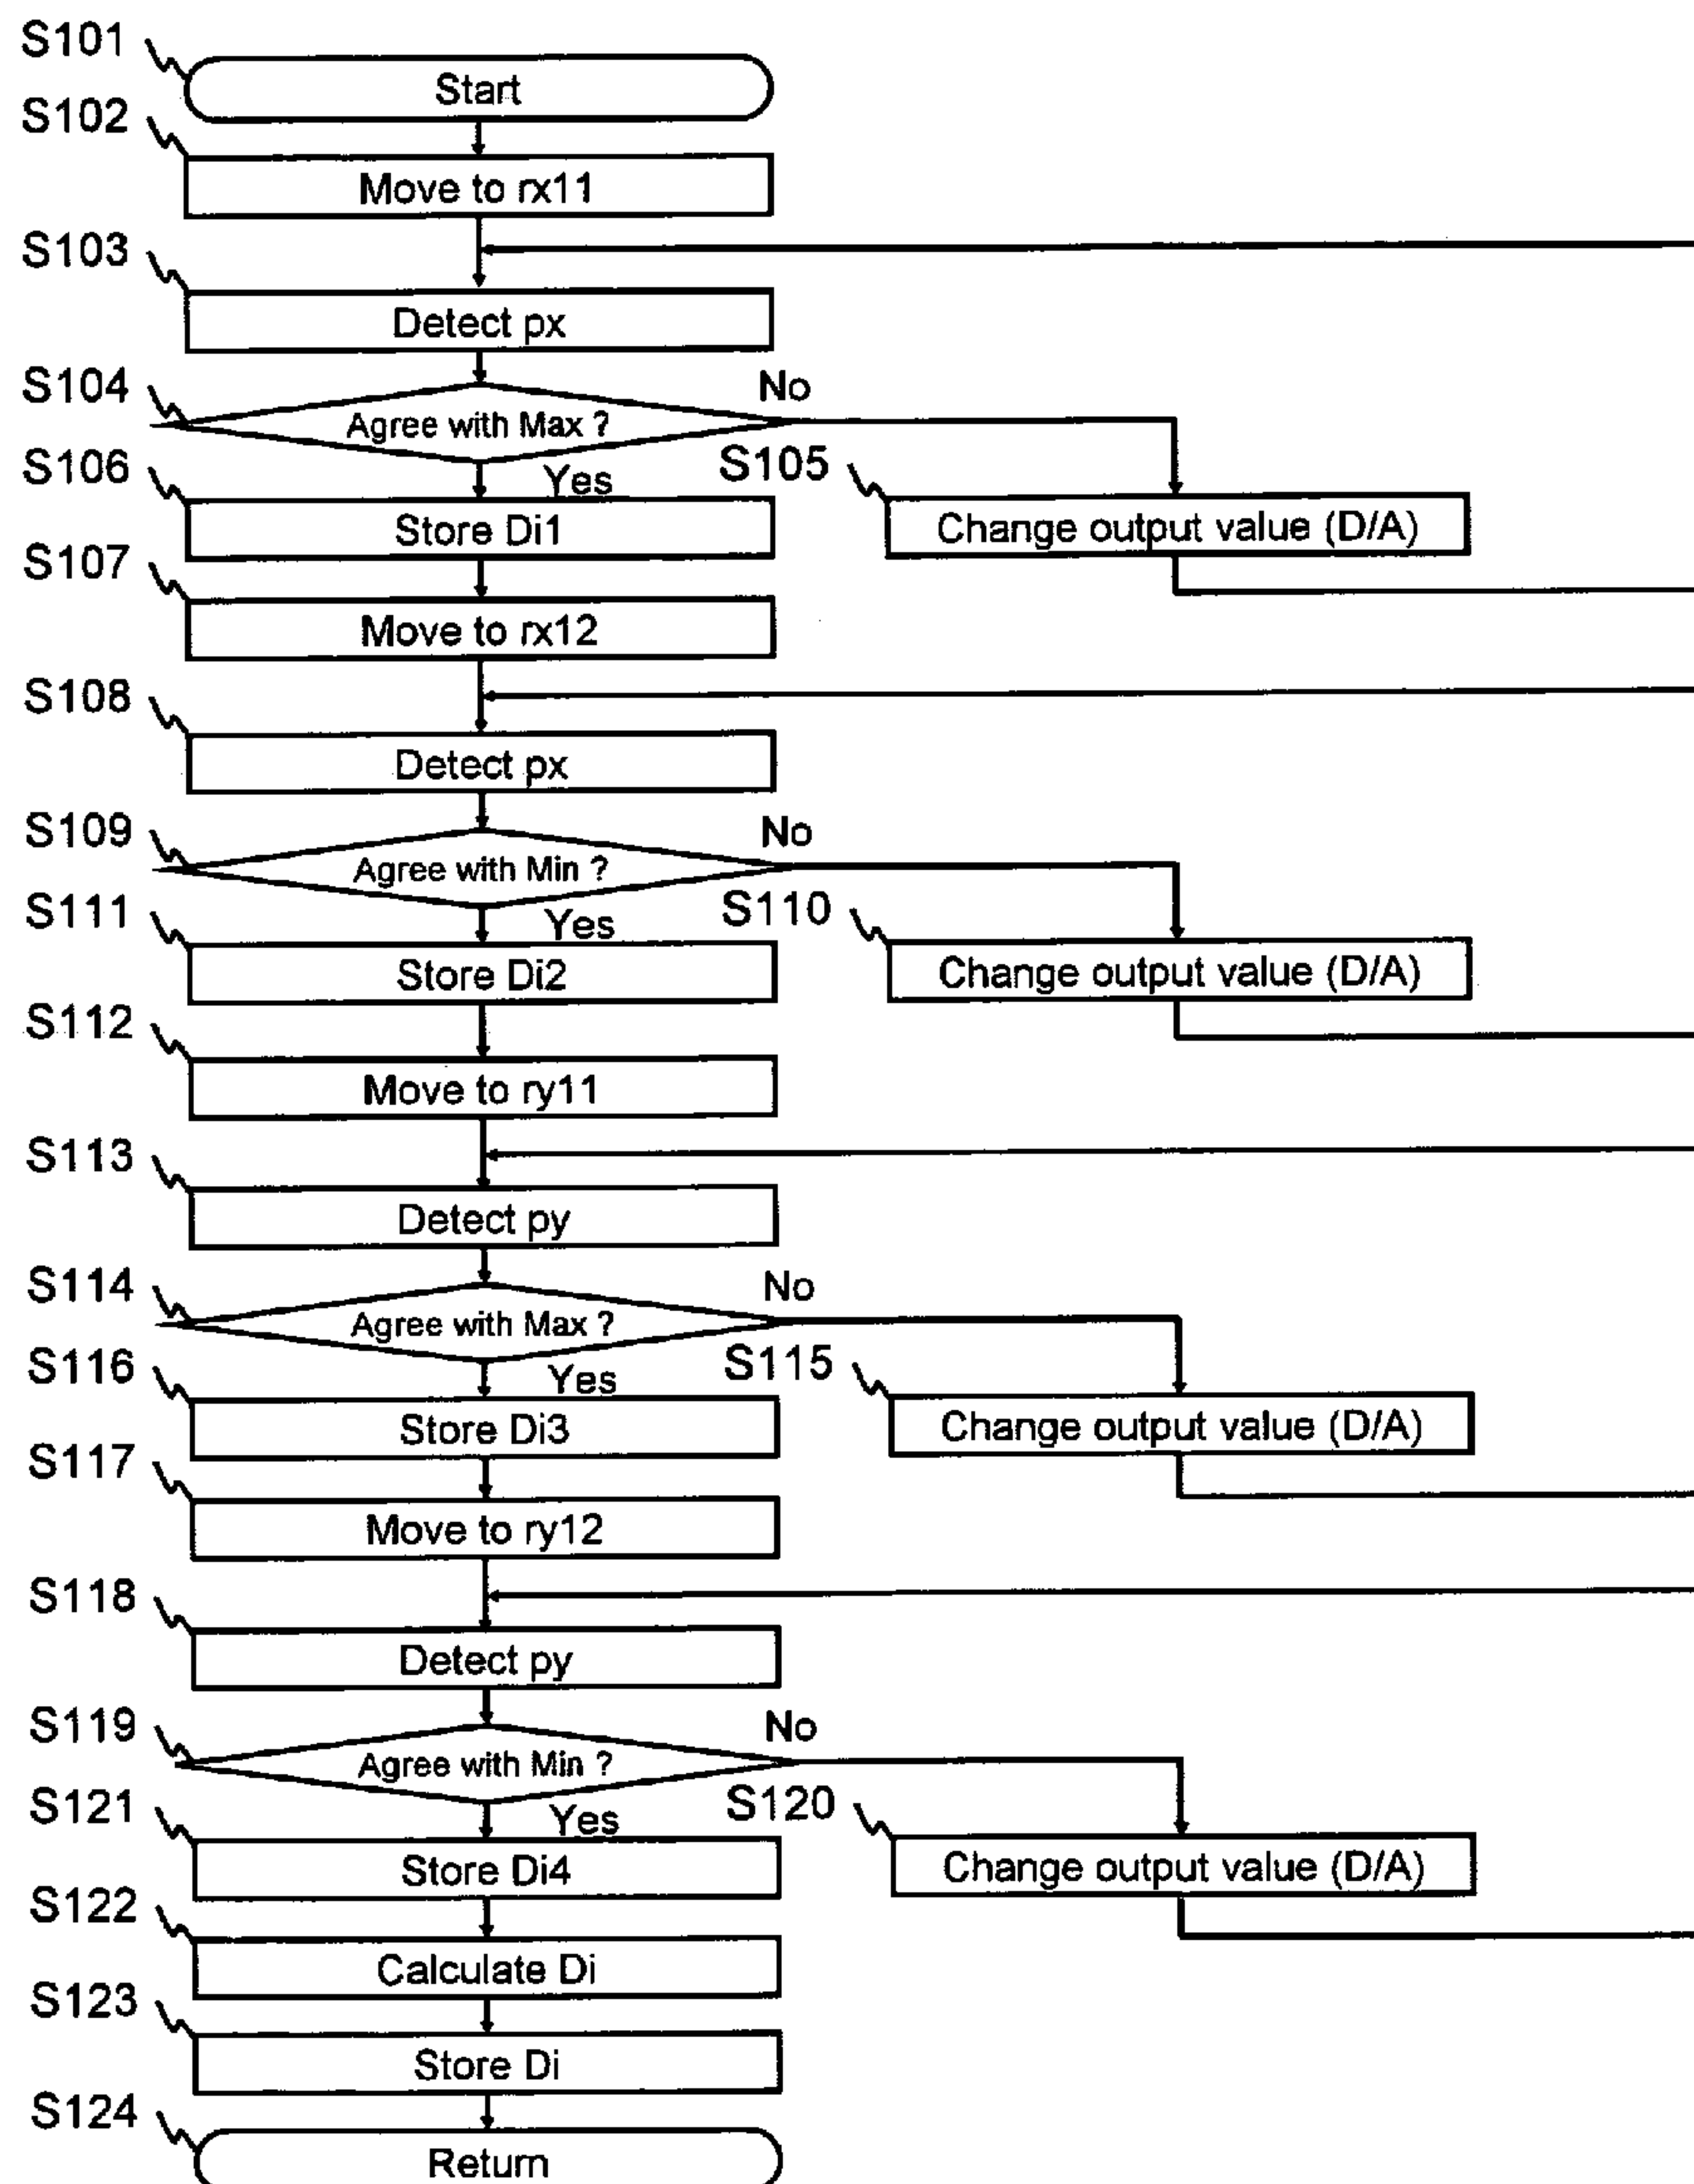 S101
Start
S102
Move to rx11
S103
Detect px
S104
Agree with Max ?
No
Yes
S105
Change output value (D/A)
S106
Store Di1
S107
Move to rx12
S108
Detect px
S109
Agree with Min ?
No
Yes
S110
Change output value (D/A)
S111
Store Di2
S112
Move to ry11
S113
Detect py
S114
Agree with Max ?
No
Yes
S115
Change output value (D/A)
S116
Store Di3
S117
Move to ry12
S118
Detect py
S119
Agree with Min ?
No
Yes
S120
Change output value (D/A)
S121
Store Di4
S122
Calculate Di
S123
Store Di
S124
Return